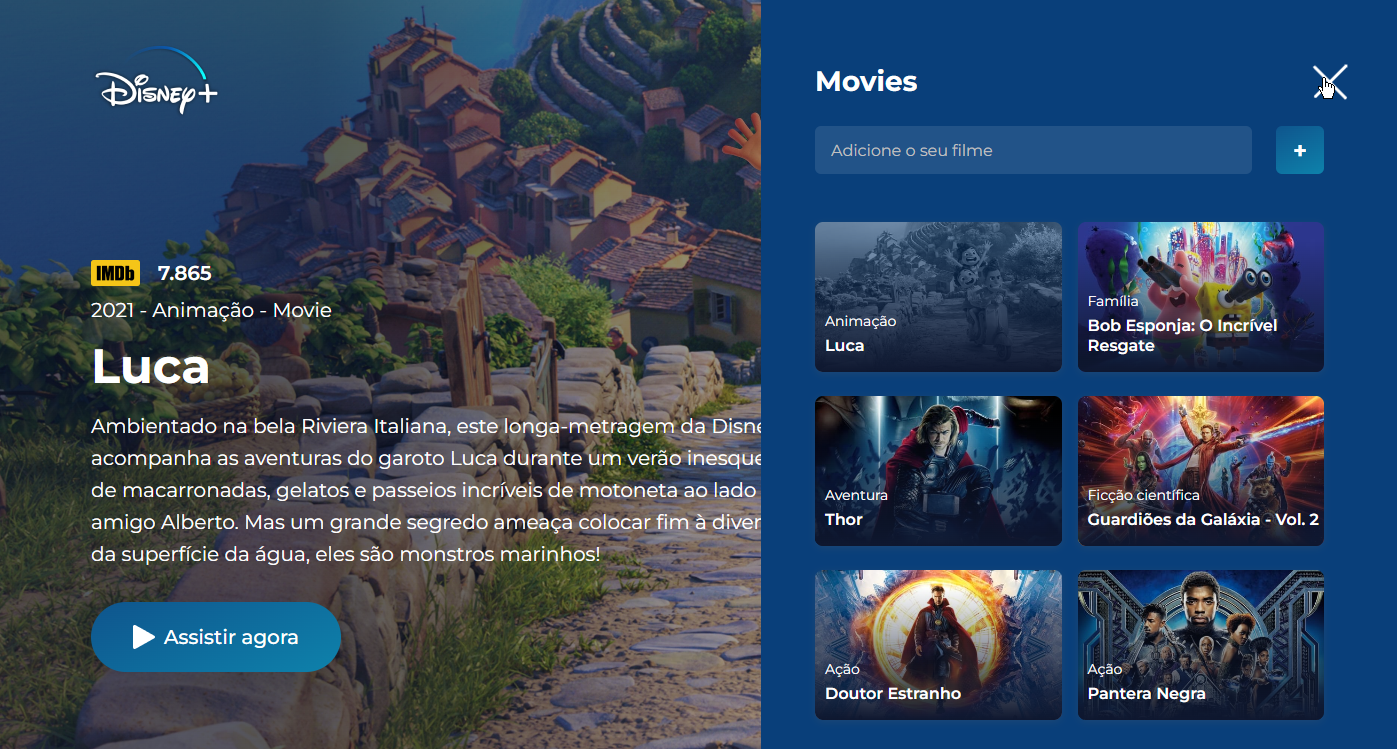 Disney+
IMDb 7.865
2021 - Animação - Movie
Luca
Ambientado na bela Riviera Italiana, este longa-metragem da Disne
acompanha as aventuras do garoto Luca durante um verão inesque
de macarronadas, gelatos e passeios incríveis de motoneta ao lado
amigo Alberto. Mas um grande segredo ameaça colocar fim à diver
da superfície da água, eles são monstros marinhos!
Assistir agora
Movies
Adicione o seu filme
+
Animação
Luca
Família
Bob Esponja: O Incrível
Resgate
Aventura
Thor
Ficção científica
Guardiões da Galáxia - Vol. 2
Ação
Doutor Estranho
Ação
Pantera Negra